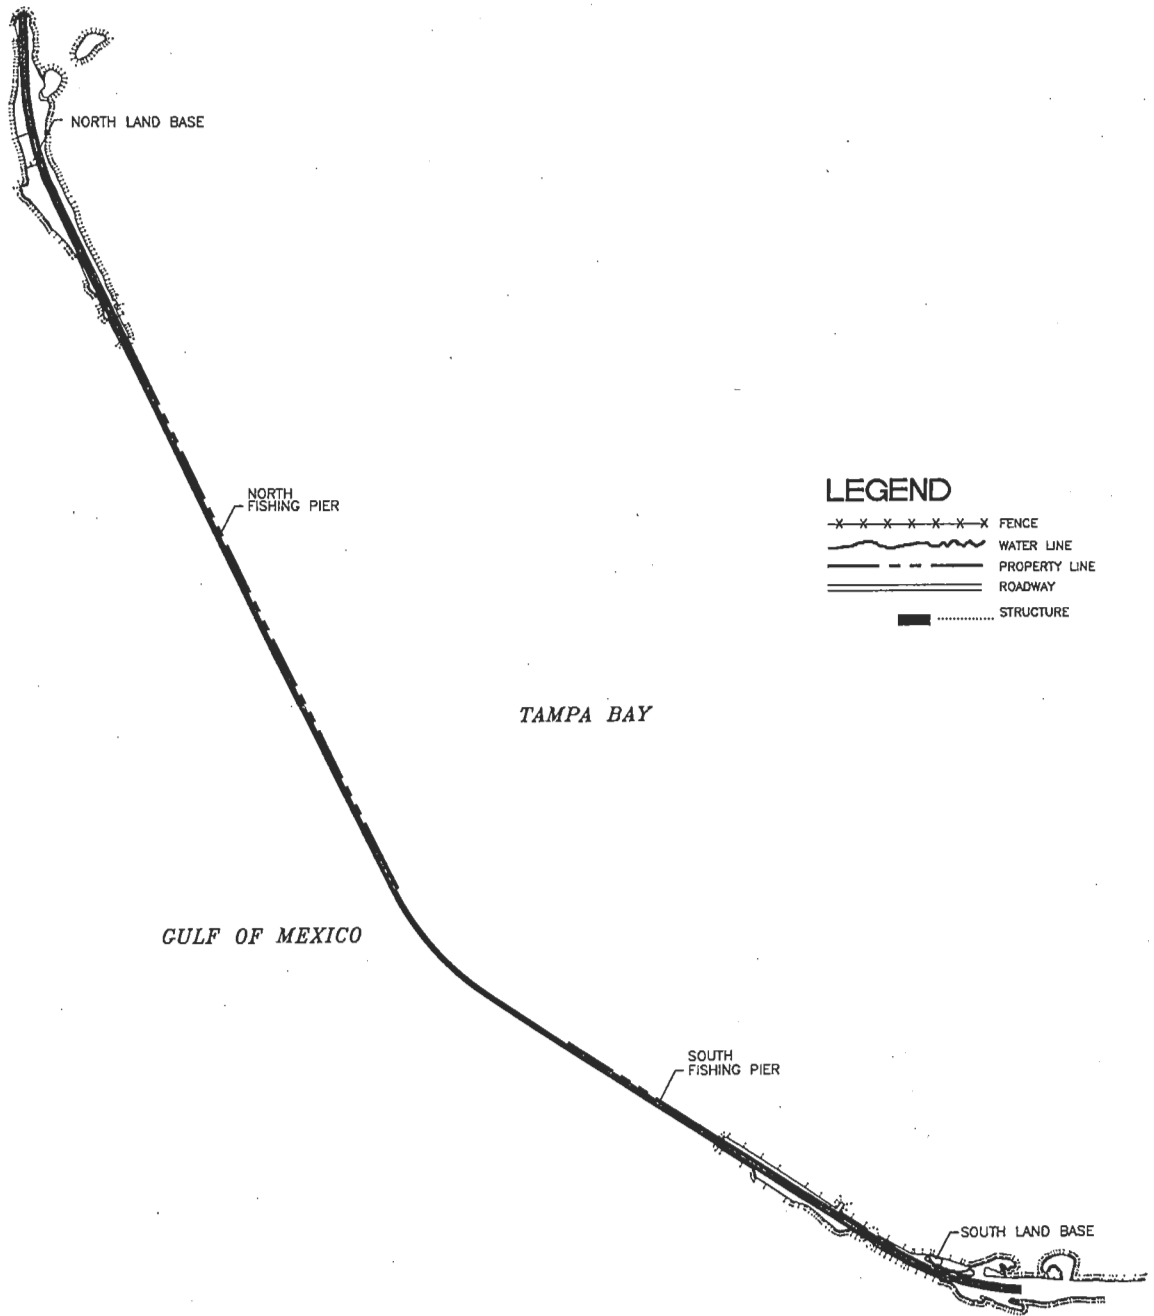 NORTH LAND BASE
NORTH
FISHING PIER
LEGEND
FENCE
WATER LINE
PROPERTY LINE
ROADWAY
STRUCTURE
TAMPA BAY
GULF OF MEXICO
SOUTH
FISHING PIER
SOUTH LAND BASE